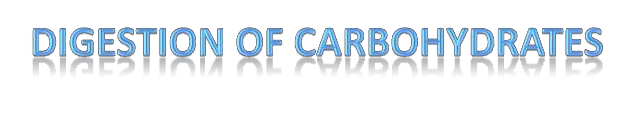 DIGESTION OF CARBOHYDRATES